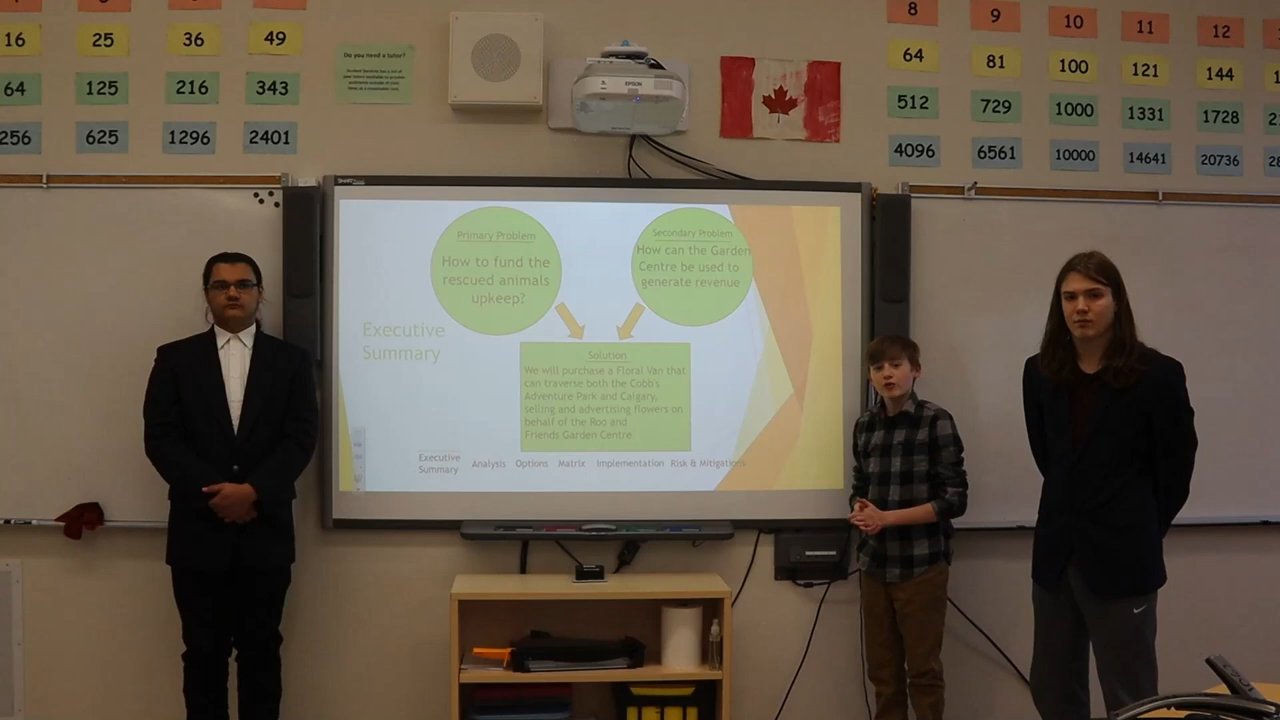 8 9 10 11 12
16 25 36 49
64 81 100 121 144
64 125 216 343
512 729 1000 1331 1728
256 625 1296 2401
4096 6561 10000 14641 20736
Do you need a tutor?
EPSON
Primary Problem
How to fund the
rescued animals
upkeep?
Secondary Problem
How can the Garden
Centre be used to
generate revenue
Executive
Summary
Solution
We will purchase a Floral Van that
can traverse both the Cobb's
Adventure Park and Calgary,
selling and advertising flowers on
behalf of the Roo and
Friends Garden Centre
Executive
Summary
Analysis Options Matrix Implementation Risk & Mitigations